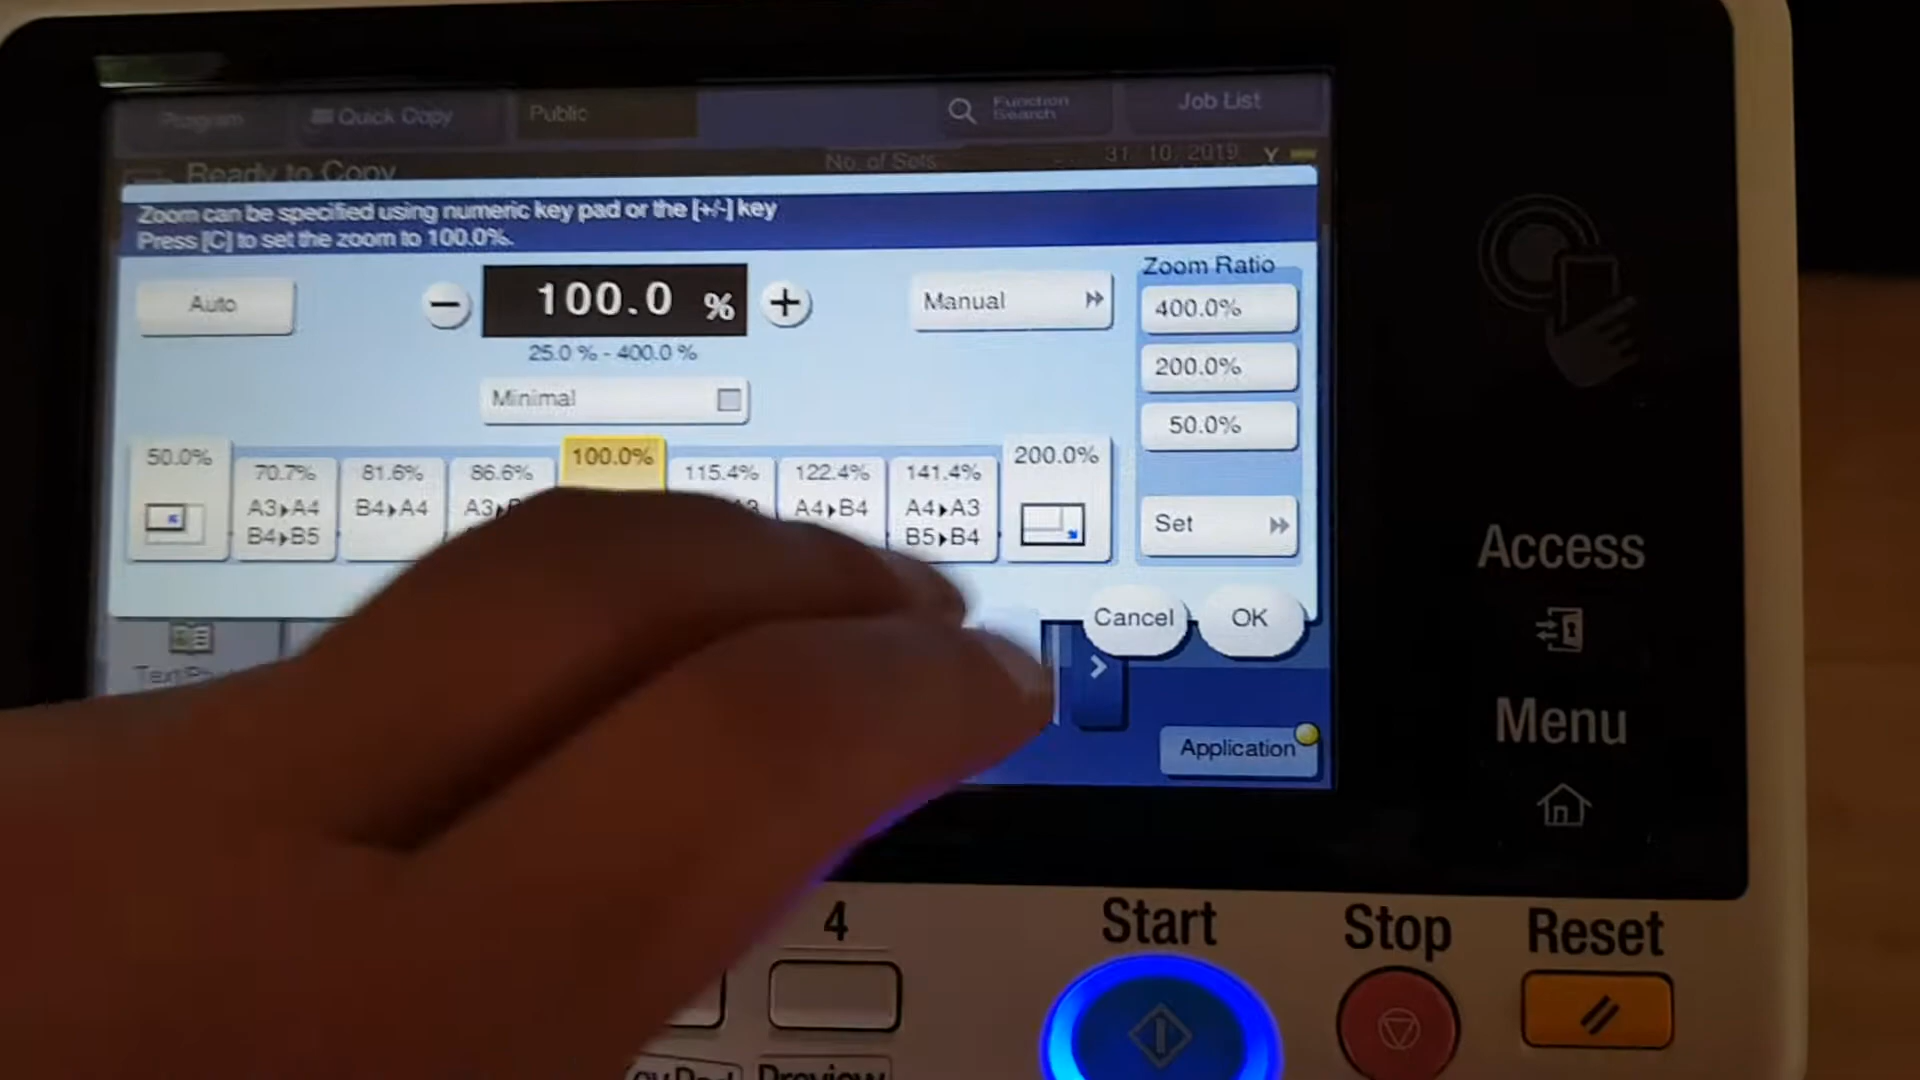 Program
Quick Copy
Public
Function
Search
Job List
Ready to Copy
No. of Sets
31 10 2019
Y
Zoom can be specified using numeric key pad or the [+/-] key
Press [C] to set the zoom to 100.0%.
Auto
−
100.0 %
+
25.0 % - 400.0 %
Manual
Zoom Ratio
400.0%
200.0%
50.0%
Minimal
50.0%
70.7%
A3▸A4
B4▸B5
81.6%
B4▸A4
86.6%
100.0%
115.4%
122.4%
A4▸B4
141.4%
A4▸A3
B5▸B4
200.0%
Set
Cancel
OK
Application
Access
Menu
4
Start
Stop
Reset
Preview